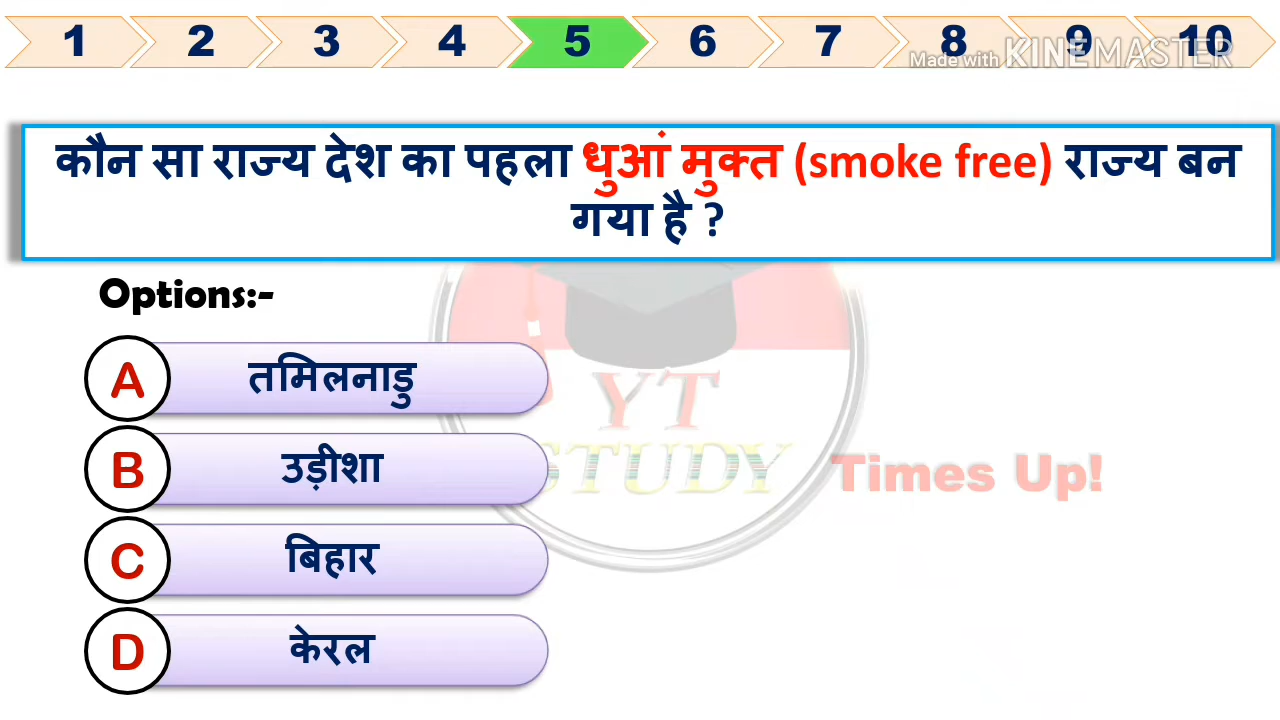 1 2 3 4 5 6 7 8 9 10
Made with KINEMASTER
कौन सा राज्य देश का पहला धुआं मुक्त (smoke free) राज्य बन
गया है ?
Options:-
A तमिलनाडु
B उड़ीशा
C बिहार
D केरल
YT
STUDY
Times Up!